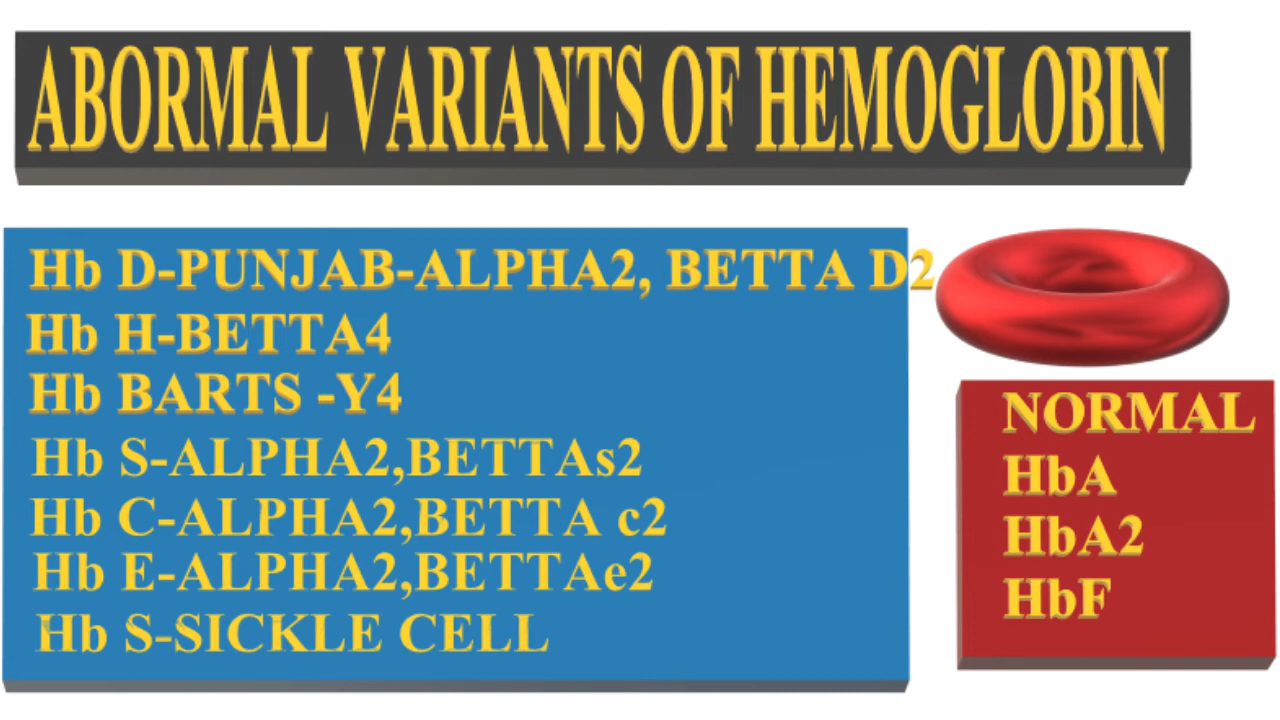 ABORMAL VARIANTS OF HEMOGLOBIN
Hb D-PUNJAB-ALPHA2, BETTA D2
Hb H-BETTA4
Hb BARTS -Y4
Hb S-ALPHA2,BETTAs2
Hb C-ALPHA2,BETTA c2
Hb E-ALPHA2,BETTAe2
Hb S-SICKLE CELL
NORMAL
HbA
HbA2
HbF